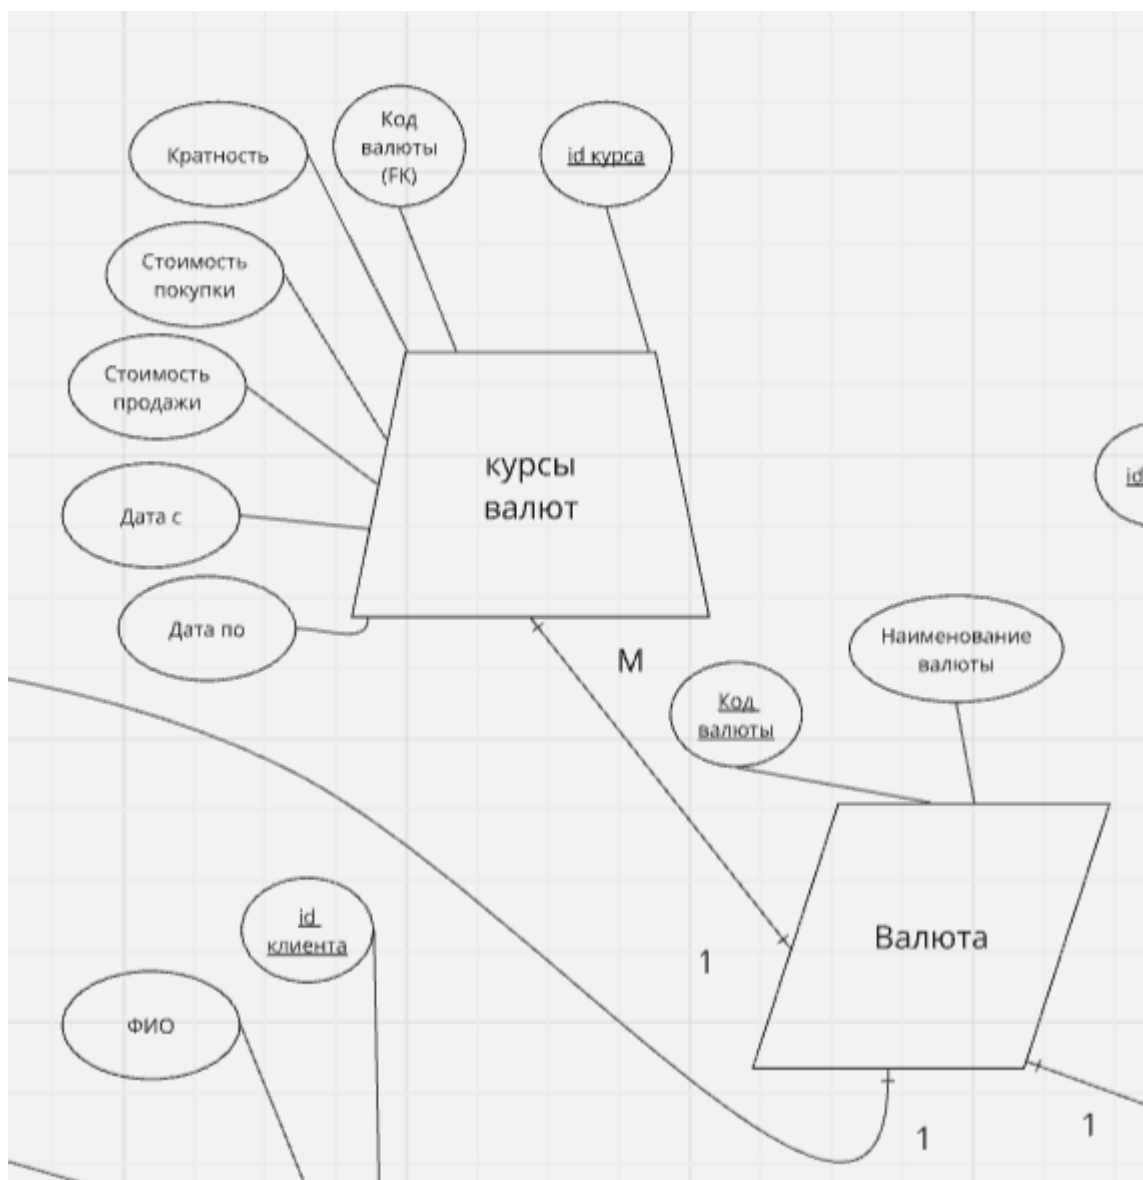 Кратность
Код
валюты
(FK)
id курса
Стоимость
покупки
Стоимость
продажи
Дата с
Дата по
курсы
валют
id
М
Наименование
валюты
Код
валюты
Валюта
1
id
клиента
ФИО
1
1